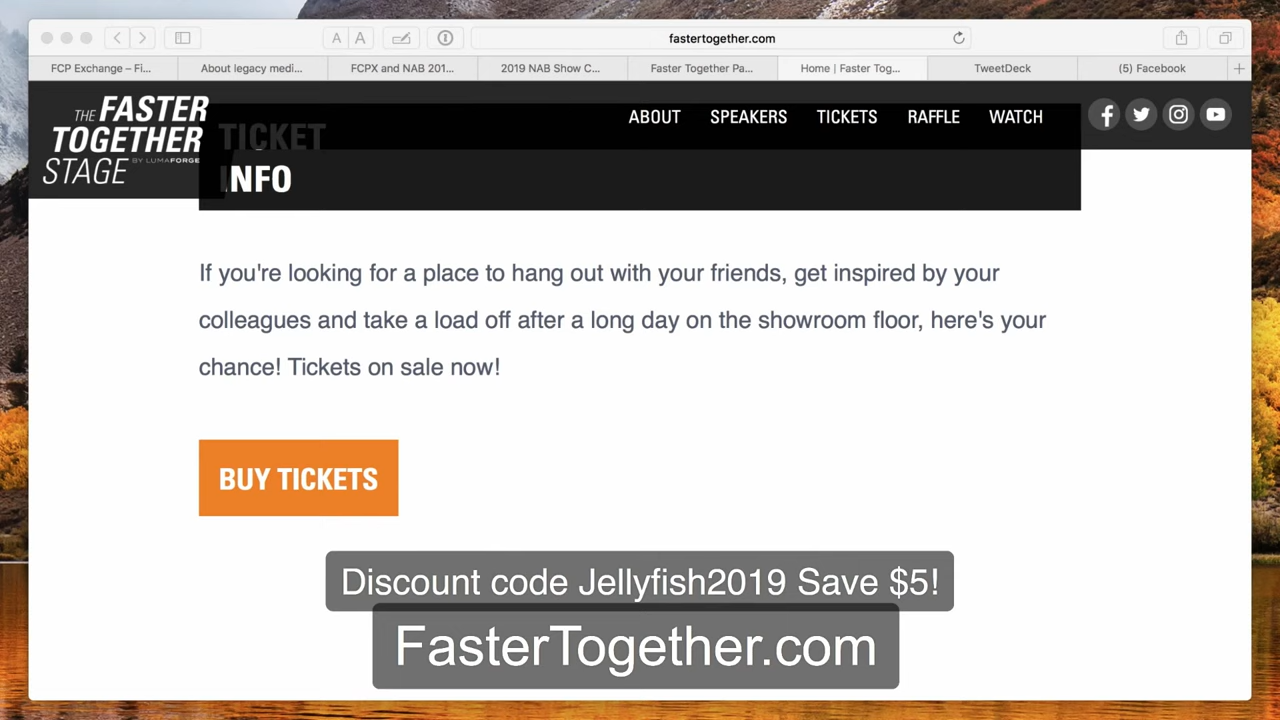 fastertogether.com
FCP Exchange – Fi...
About legacy medi...
FCPX and NAB 201...
2019 NAB Show C...
Faster Together Pa...
Home | Faster Tog...
TweetDeck
(5) Facebook
THE FASTER
TOGETHER
BY LUMAFORGE
STAGE
ABOUT
SPEAKERS
TICKETS
RAFFLE
WATCH
TICKET
INFO
If you're looking for a place to hang out with your friends, get inspired by your
colleagues and take a load off after a long day on the showroom floor, here's your
chance! Tickets on sale now!
BUY TICKETS
Discount code Jellyfish2019 Save $5!
FasterTogether.com